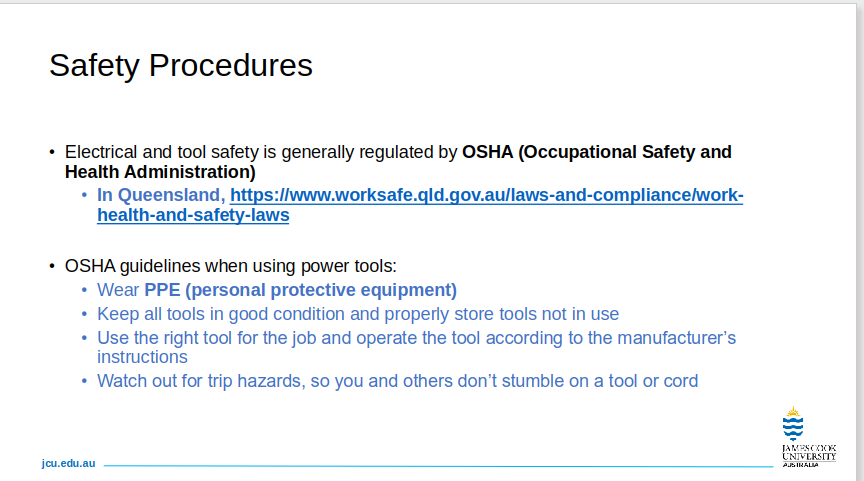 Safety Procedures
• Electrical and tool safety is generally regulated by OSHA (Occupational Safety and
Health Administration)
• In Queensland, https://www.worksafe.qld.gov.au/laws-and-compliance/work-
health-and-safety-laws
• OSHA guidelines when using power tools:
• Wear PPE (personal protective equipment)
• Keep all tools in good condition and properly store tools not in use
• Use the right tool for the job and operate the tool according to the manufacturer’s
instructions
• Watch out for trip hazards, so you and others don’t stumble on a tool or cord
jcu.edu.au
JAMES COOK
UNIVERSITY
AUSTRALIA